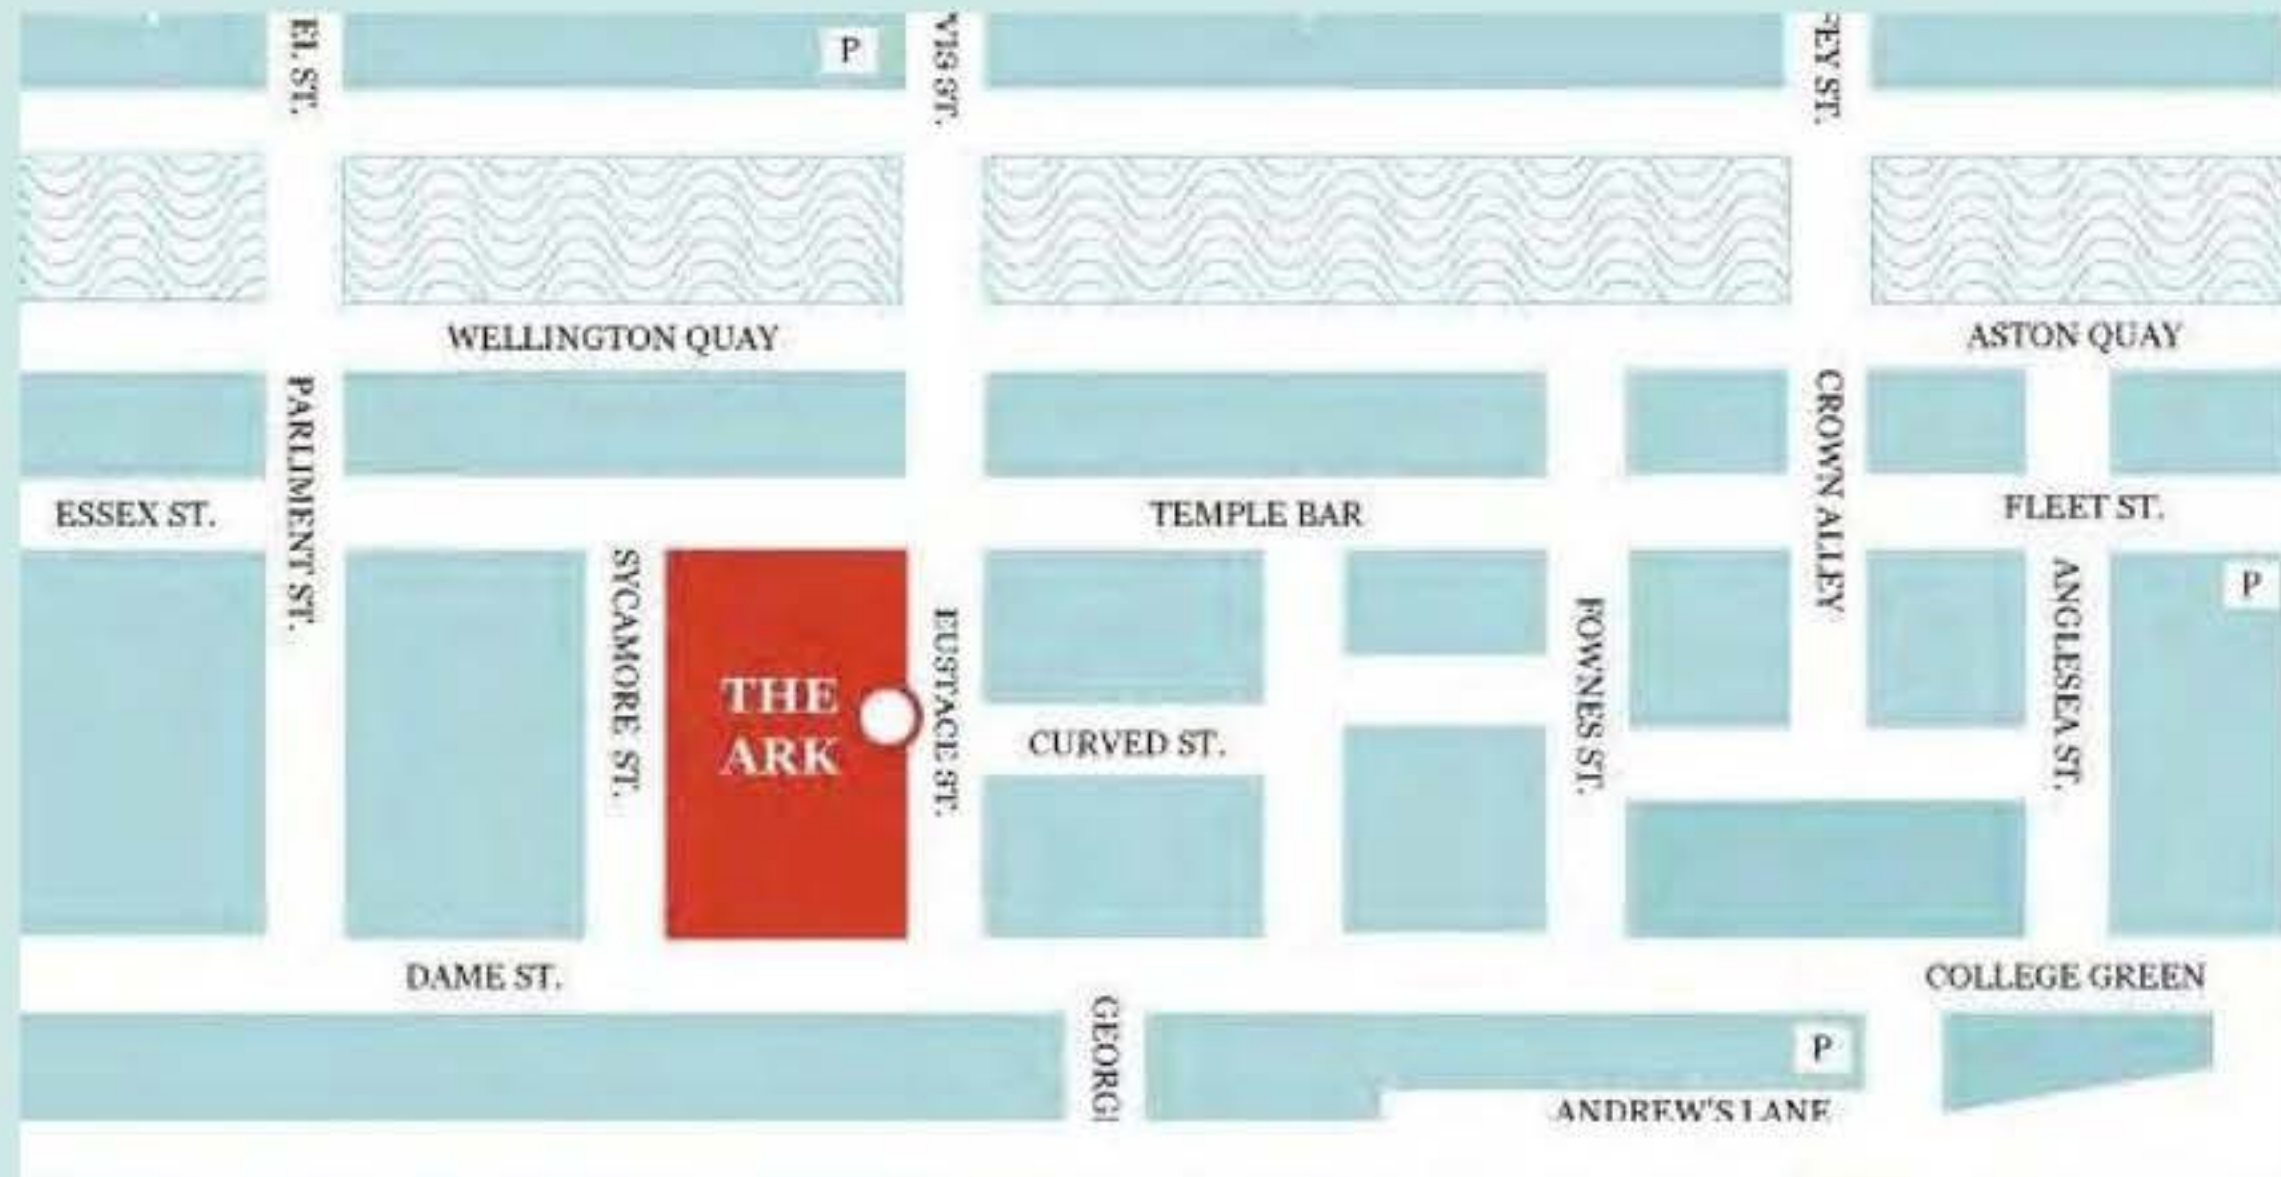 EL ST.
P
VIS ST.
EY ST.
WELLINGTON QUAY
ASTON QUAY
PARLIMENT ST.
CROWN ALLEY
ESSEX ST.
TEMPLE BAR
FLEET ST.
SYCAMORE ST.
THE
ARK
EUSTACE ST.
FOWNES ST.
ANGLESEA ST.
P
CURVED ST.
DAME ST.
COLLEGE GREEN
GEORG
P
ANDREW'S LANE